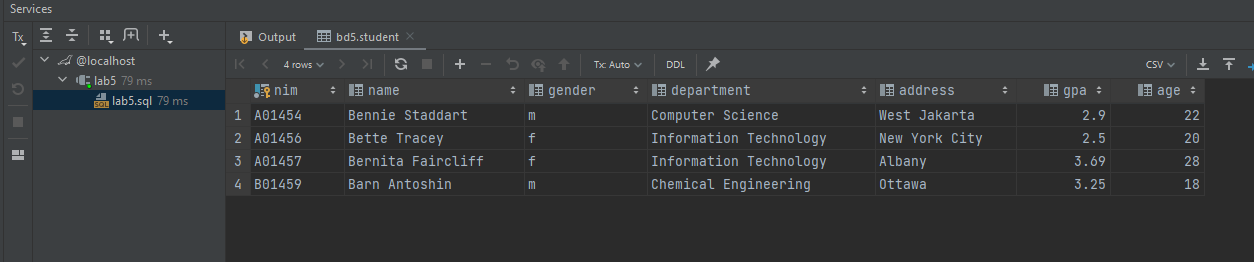 Services
Tx
Output bd5.student
@localhost
4 rows Tx: Auto DDL CSV
lab5 79 ms
nim name gender department address gpa age
SQL lab5.sql 79 ms
1 A01454 Bennie Staddart m Computer Science West Jakarta 2.9 22
2 A01456 Bette Tracey f Information Technology New York City 2.5 20
3 A01457 Bernita Faircliff f Information Technology Albany 3.69 28
4 B01459 Barn Antoshin m Chemical Engineering Ottawa 3.25 18